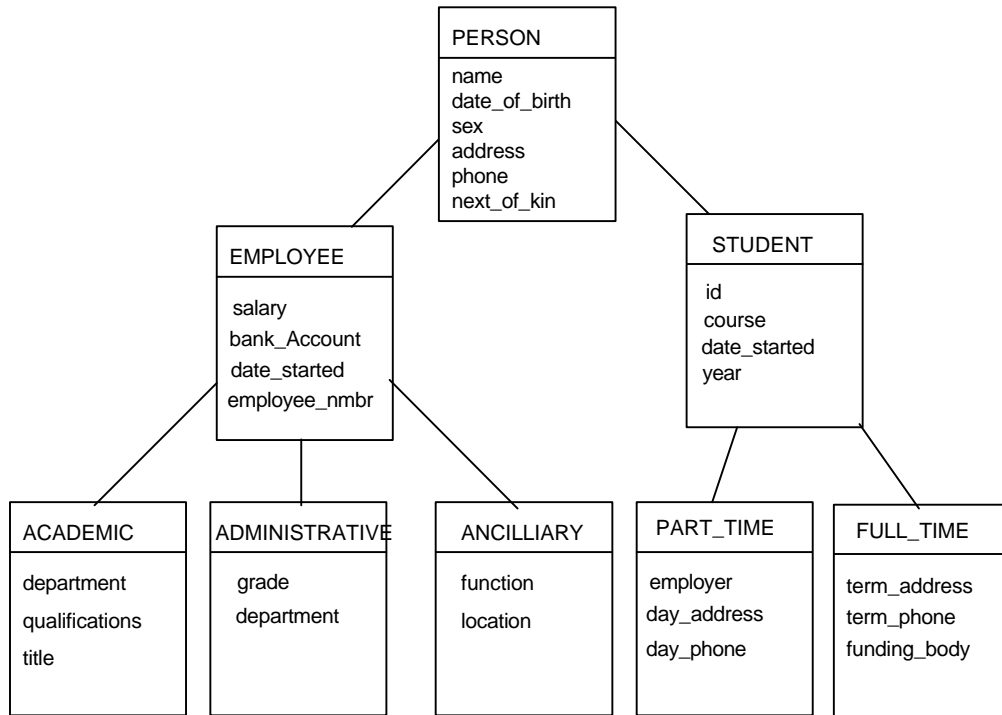 PERSON
name
date_of_birth
sex
address
phone
next_of_kin
EMPLOYEE
salary
bank_Account
date_started
employee_nmbr
STUDENT
id
course
date_started
year
ACADEMIC
department
qualifications
title
ADMINISTRATIVE
grade
department
ANCILLIARY
function
location
PART_TIME
employer
day_address
day_phone
FULL_TIME
term_address
term_phone
funding_body